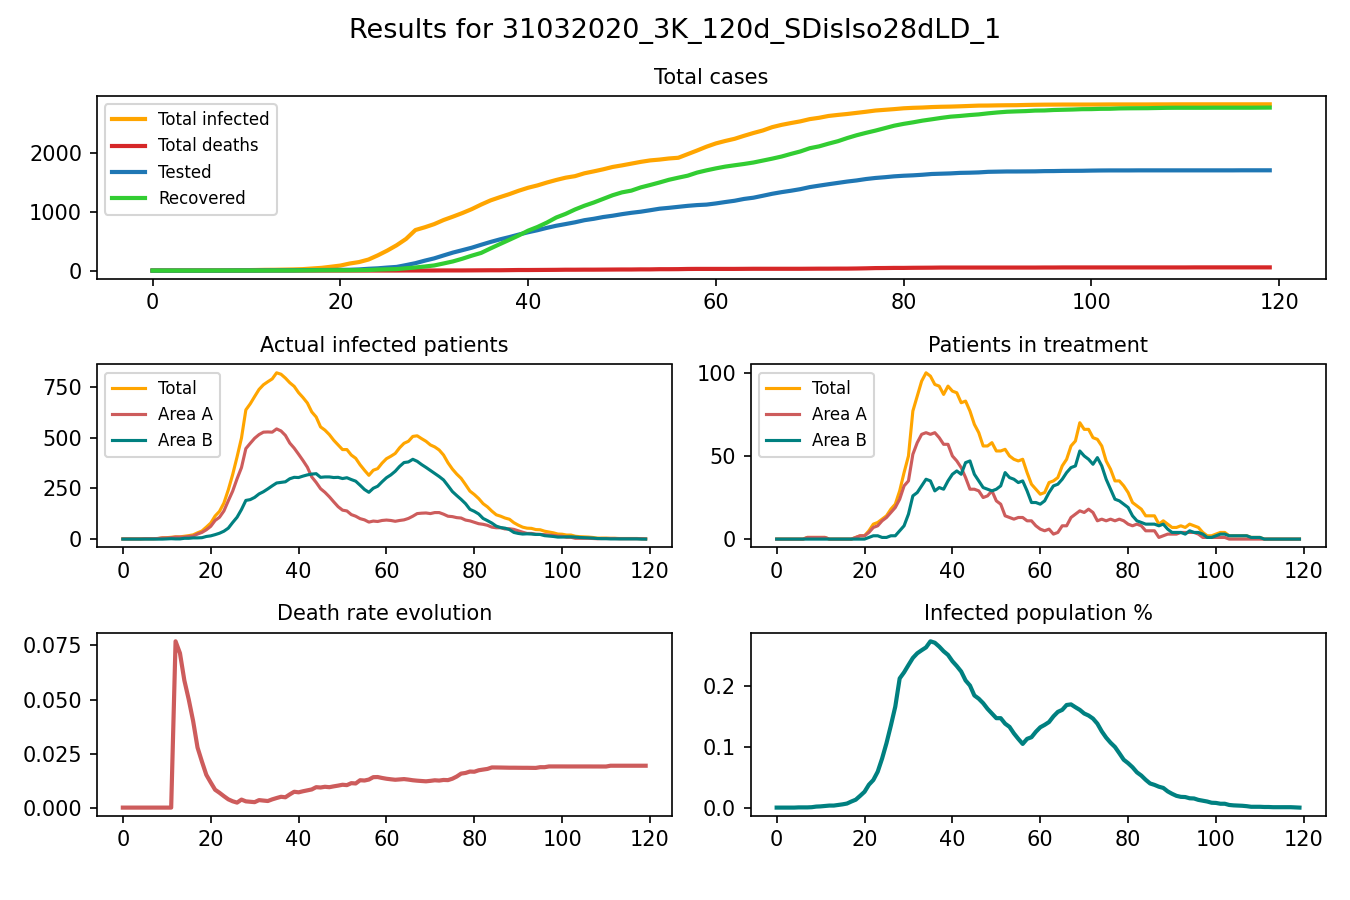 Results for 31032020_3K_120d_SDisIso28dLD_1
Total cases
Total infected
Total deaths
Tested
Recovered
2000
1000
0
0 20 40 60 80 100 120
Actual infected patients
Total
Area A
Area B
750
500
250
0
0 20 40 60 80 100 120
Patients in treatment
Total
Area A
Area B
100
50
0
0 20 40 60 80 100 120
Death rate evolution
0.075
0.050
0.025
0.000
0 20 40 60 80 100 120
Infected population %
0.2
0.1
0.0
0 20 40 60 80 100 120